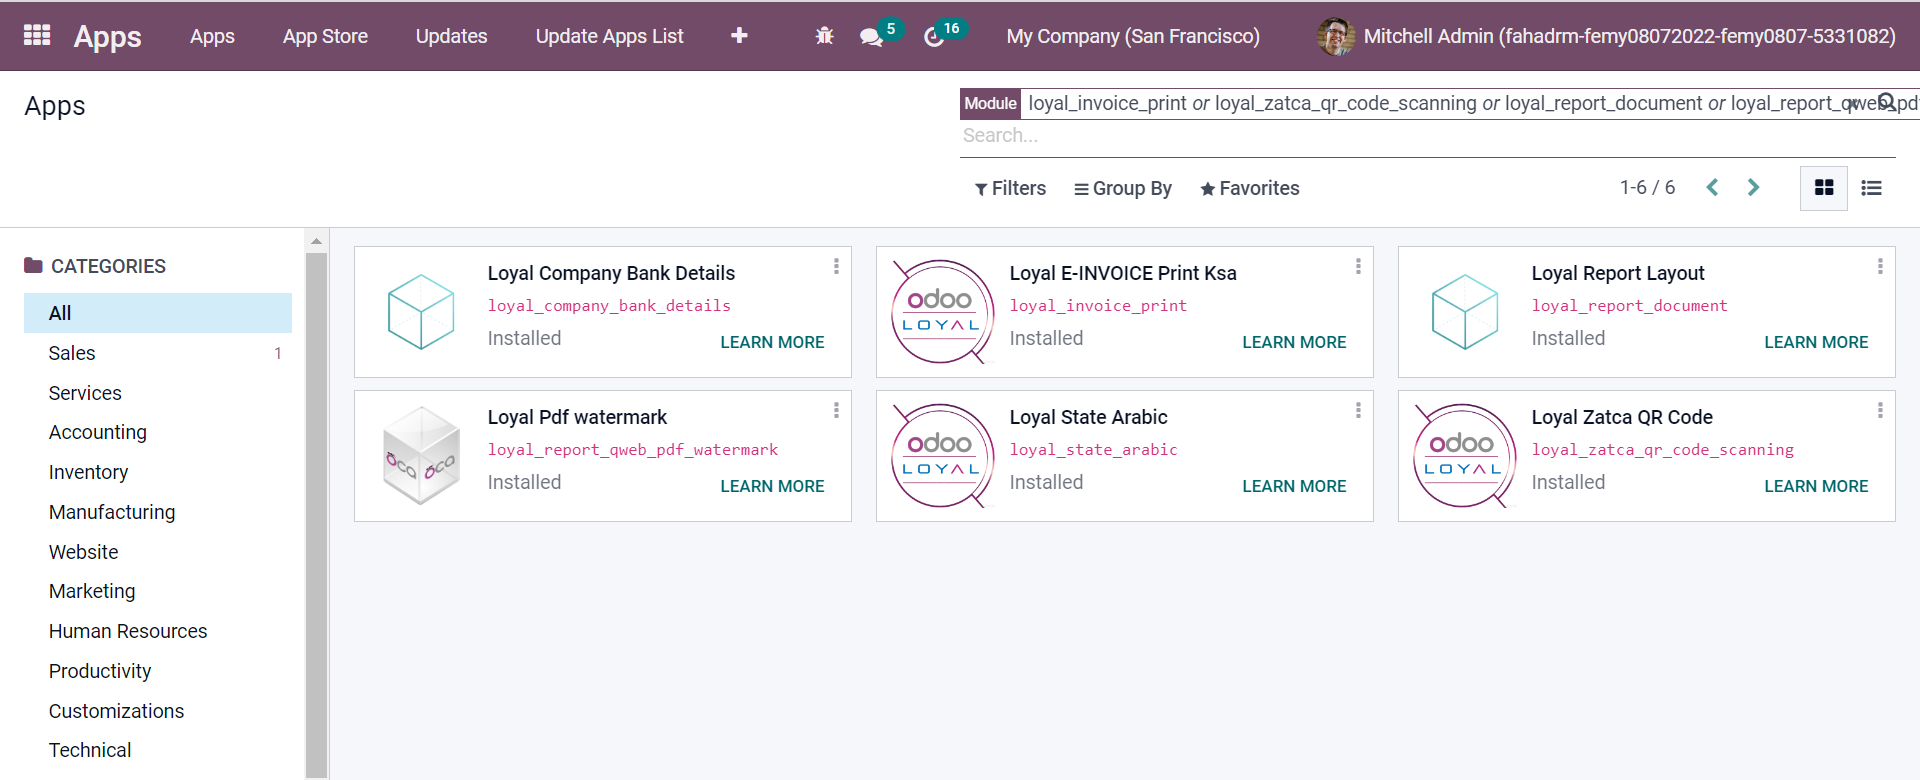 Apps Apps App Store Updates Update Apps List 5 16 My Company (San Francisco) Mitchell Admin (fahadrm-femy08072022-femy0807-5331082)
Apps
Module loyal_invoice_print or loyal_zatca_qr_code_scanning or loyal_report_document or loyal_report_qweb_pdf
Search...
Filters Group By Favorites 1-6 / 6
CATEGORIES
All
Sales 1
Services
Accounting
Inventory
Manufacturing
Website
Marketing
Human Resources
Productivity
Customizations
Technical
Loyal Company Bank Details
loyal_company_bank_details
Installed LEARN MORE
odoo
LOYAL
Loyal E-INVOICE Print Ksa
loyal_invoice_print
Installed LEARN MORE
Loyal Report Layout
loyal_report_document
Installed LEARN MORE
oca oca
Loyal Pdf watermark
loyal_report_qweb_pdf_watermark
Installed LEARN MORE
odoo
LOYAL
Loyal State Arabic
loyal_state_arabic
Installed LEARN MORE
odoo
LOYAL
Loyal Zatca QR Code
loyal_zatca_qr_code_scanning
Installed LEARN MORE